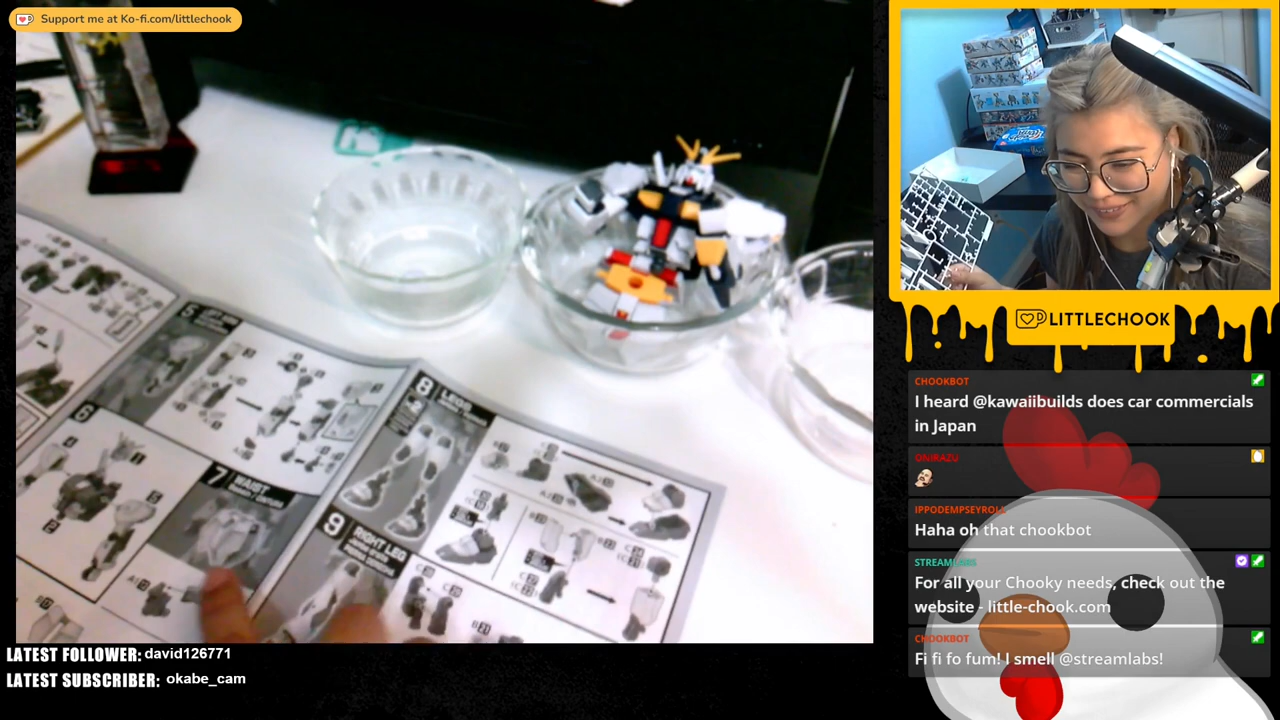 Support me at Ko-fi.com/littlechook
5
6
7
WAIST
8
LEGS
9
RIGHT LEG
LITTLECHOOK
CHOOKBOT
I heard @kawaiibuilds does car commercials
in Japan
ONIRAZU
IPPODEMPSEYROLL
Haha oh that chookbot
STREAMLABS
For all your Chooky needs, check out the
website - little-chook.com
CHOOKBOT
Fi fi fo fum! I smell @streamlabs!
LATEST FOLLOWER: david126771
LATEST SUBSCRIBER: okabe_cam